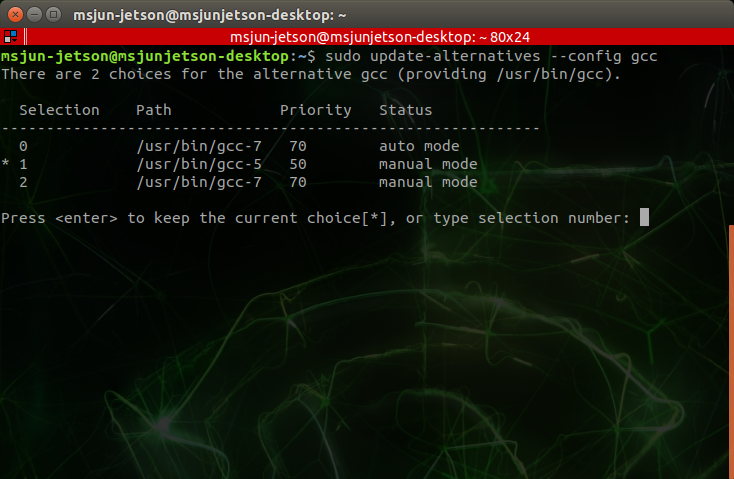 msjun-jetson@msjunjetson-desktop: ~
msjun-jetson@msjunjetson-desktop: ~ 80x24
msjun-jetson@msjunjetson-desktop:~$ sudo update-alternatives --config gcc
There are 2 choices for the alternative gcc (providing /usr/bin/gcc).
  Selection    Path            Priority   Status
------------------------------------------------------------
  0            /usr/bin/gcc-7   70        auto mode
* 1            /usr/bin/gcc-5   50        manual mode
  2            /usr/bin/gcc-7   70        manual mode
Press <enter> to keep the current choice[*], or type selection number: